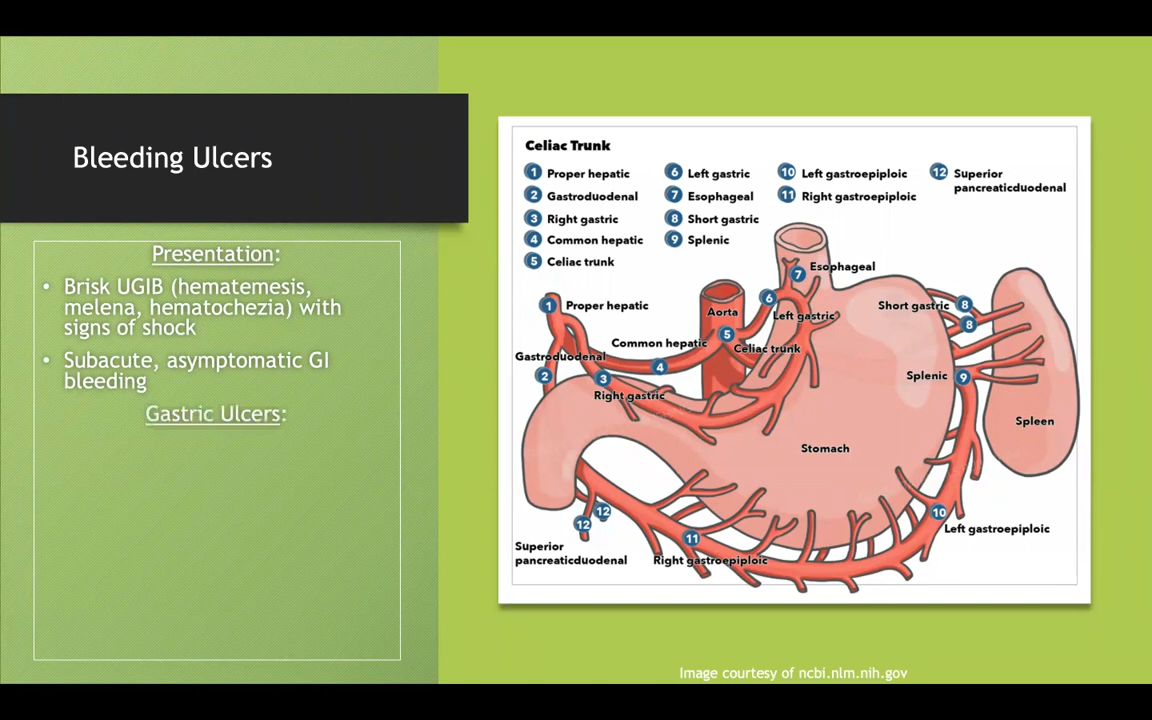 Bleeding Ulcers
Presentation:
• Brisk UGIB (hematemesis,
melena, hematochezia) with
signs of shock
• Subacute, asymptomatic GI
bleeding
Gastric Ulcers:
Celiac Trunk
1 Proper hepatic
2 Gastroduodenal
3 Right gastric
4 Common hepatic
5 Celiac trunk
6 Left gastric
7 Esophageal
8 Short gastric
9 Splenic
10 Left gastroepiploic
11 Right gastroepiploic
12 Superior
pancreaticduodenal
7 Esophageal
1 Proper hepatic
Aorta
6 Left gastric
Short gastric 8
8
Common hepatic
5
Celiac trunk
Gastroduodenal
4
2
3
Right gastric
Splenic 9
Spleen
Stomach
12
12
10
Left gastroepiploic
11
Superior
pancreaticduodenal
Right gastroepiploic
Image courtesy of ncbi.nlm.nih.gov